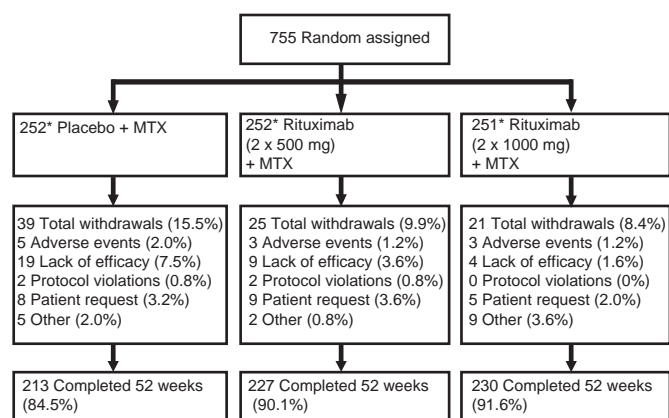 755 Random assigned
252* Placebo + MTX
252* Rituximab
(2 x 500 mg)
+ MTX
251* Rituximab
(2 x 1000 mg)
+ MTX
39 Total withdrawals (15.5%)
5 Adverse events (2.0%)
19 Lack of efficacy (7.5%)
2 Protocol violations (0.8%)
8 Patient request (3.2%)
5 Other (2.0%)
25 Total withdrawals (9.9%)
3 Adverse events (1.2%)
9 Lack of efficacy (3.6%)
2 Protocol violations (0.8%)
9 Patient request (3.6%)
2 Other (0.8%)
21 Total withdrawals (8.4%)
3 Adverse events (1.2%)
4 Lack of efficacy (1.6%)
0 Protocol violations (0%)
5 Patient request (2.0%)
9 Other (3.6%)
213 Completed 52 weeks
(84.5%)
227 Completed 52 weeks
(90.1%)
230 Completed 52 weeks
(91.6%)